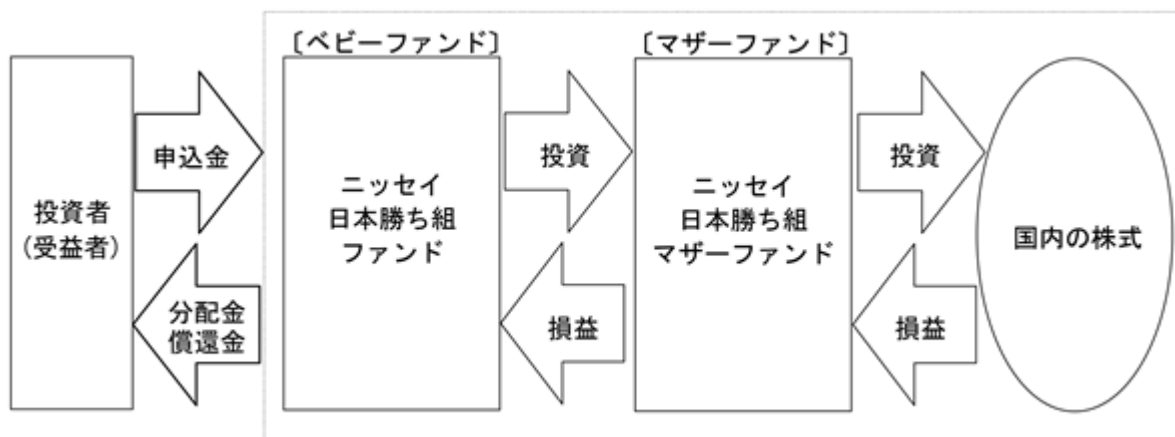 〔ベビーファンド〕
〔マザーファンド〕
投資者
（受益者）
申込金
分配金
償還金
ニッセイ
日本勝ち組
ファンド
投資
損益
ニッセイ
日本勝ち組
マザーファンド
投資
損益
国内の株式